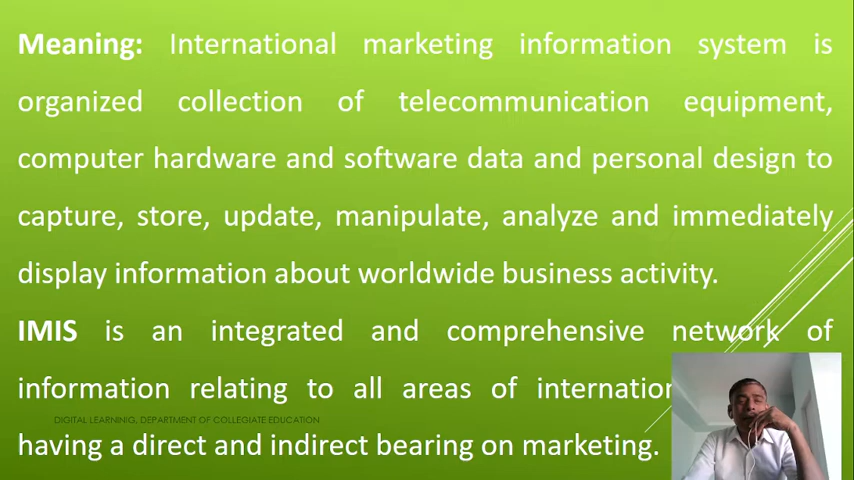 Meaning: International marketing information system is
organized collection of telecommunication equipment,
computer hardware and software data and personal design to
capture, store, update, manipulate, analyze and immediately
display information about worldwide business activity.
IMIS is an integrated and comprehensive network of
information relating to all areas of
DIGITAL LEARNINIG, DEPARTMENT OF COLLEGIATE EDUCATION
having a direct and indirect bearing on marketing.